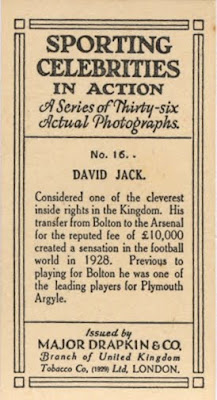 SPORTING
CELEBRITIES
IN ACTION
A Series of Thirty-six
Actual Photographs.
No. 16. .
DAVID JACK.
Considered one of the cleverest
inside rights in the Kingdom. His
transfer from Bolton to the Arsenal
for the reputed fee of £10,000
created a sensation in the football
world in 1928. Previous to
playing for Bolton he was one of
the leading players for Plymouth
Argyle.
Issued by
MAJOR DRAPKIN & CO.
Branch of United Kingdom
Tobacco Co, (1929) Ltd, LONDON.